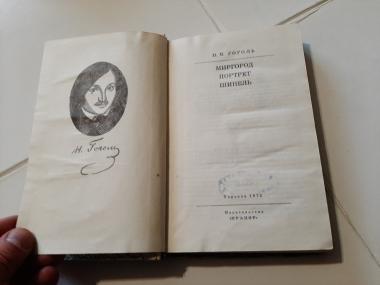 Н. Гоголь
Н. В. ГОГОЛЬ
МИРГОРОД
ПОРТРЕТ
ШИНЕЛЬ
Издательство